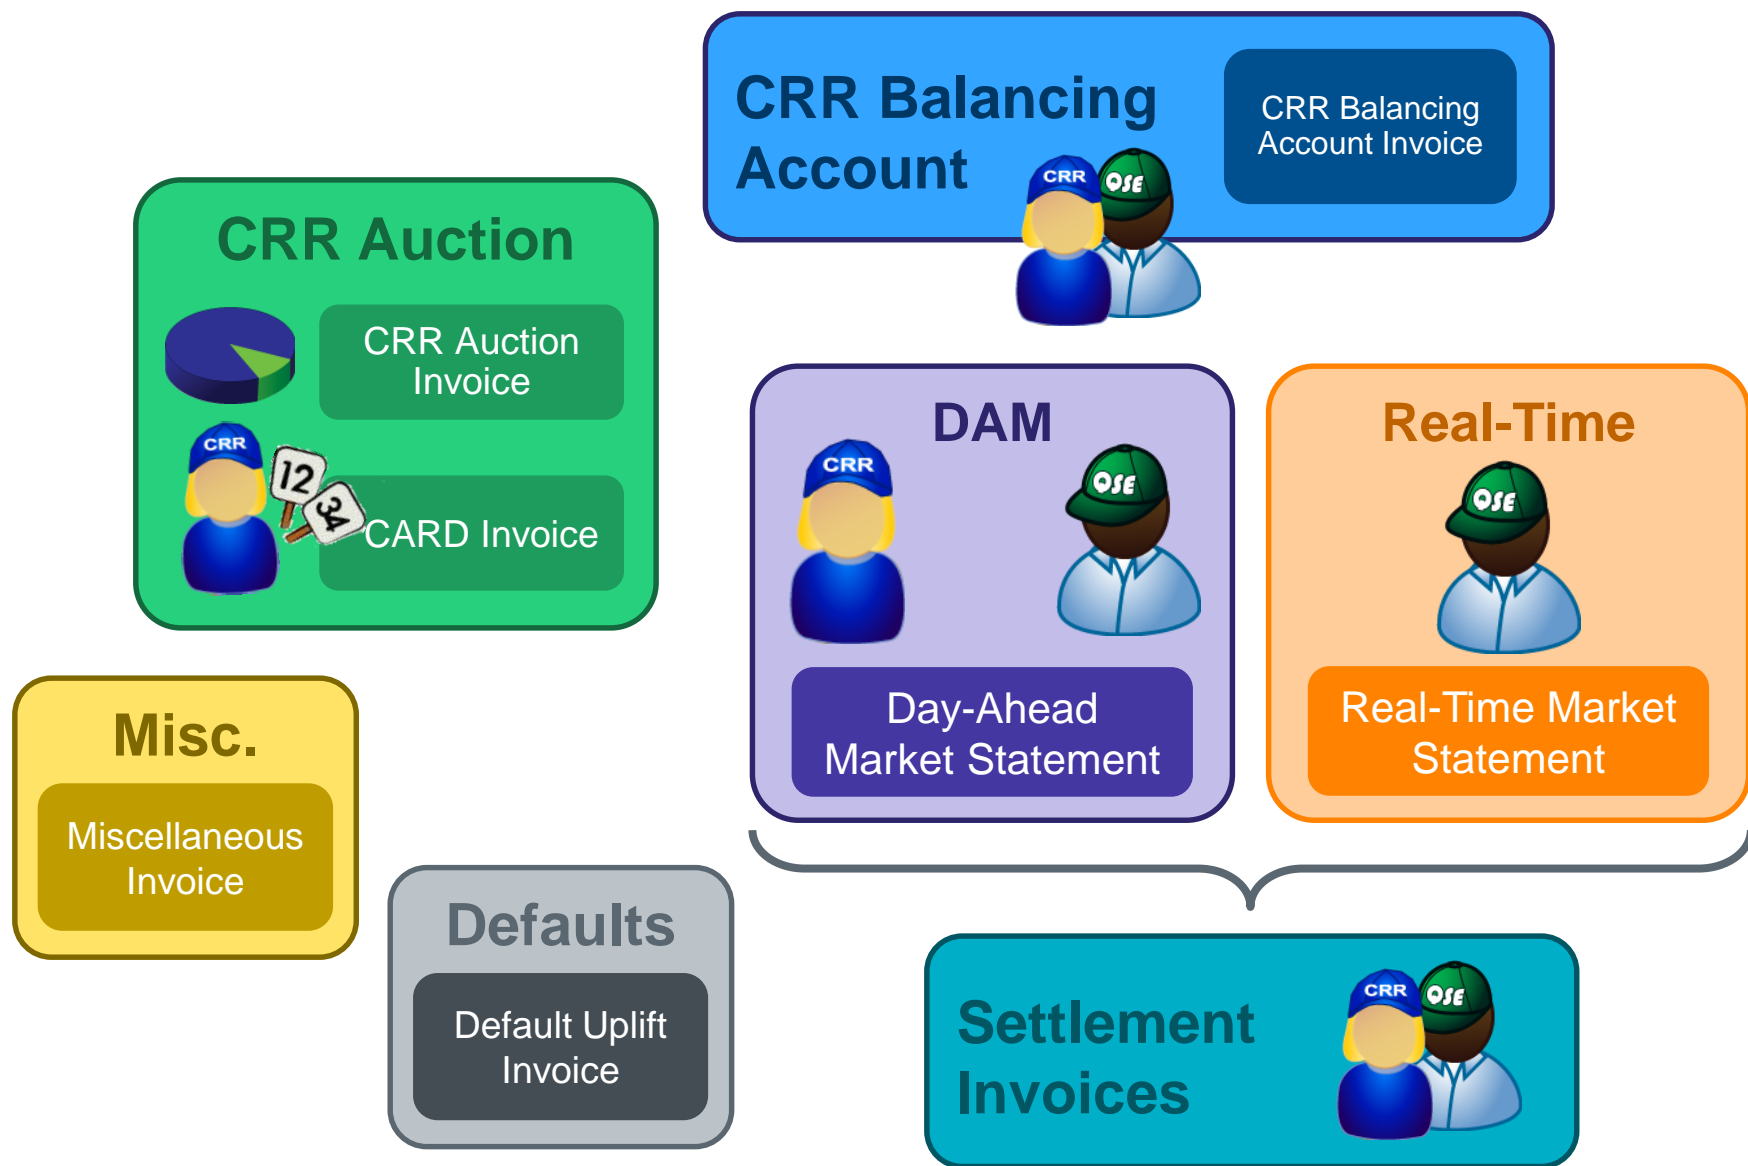 CRR Balancing
Account
CRR Balancing
Account Invoice
CRR
QSE
CRR Auction
CRR Auction
Invoice
CRR
12
34
CARD Invoice
DAM
CRR
QSE
Day-Ahead
Market Statement
Real-Time
QSE
Real-Time Market
Statement
Misc.
Miscellaneous
Invoice
Defaults
Default Uplift
Invoice
Settlement
Invoices
CRR
QSE